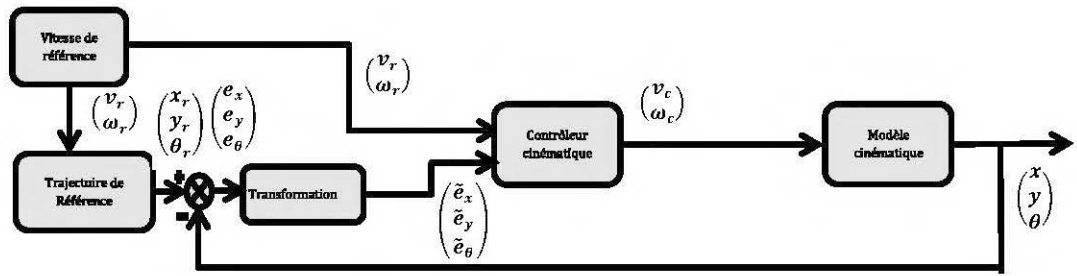 Vitesse de
référence
(v_r
ω_r)
(v_r
ω_r)
(x_r
y_r
θ_r)
(e_x
e_y
e_θ)
(v_c
ω_c)
Trajectoire de
Référence
+
-
Transformation
(ẽ_x
ẽ_y
ẽ_θ)
Contrôleur
cinématique
Modèle
cinématique
(x
y
θ)